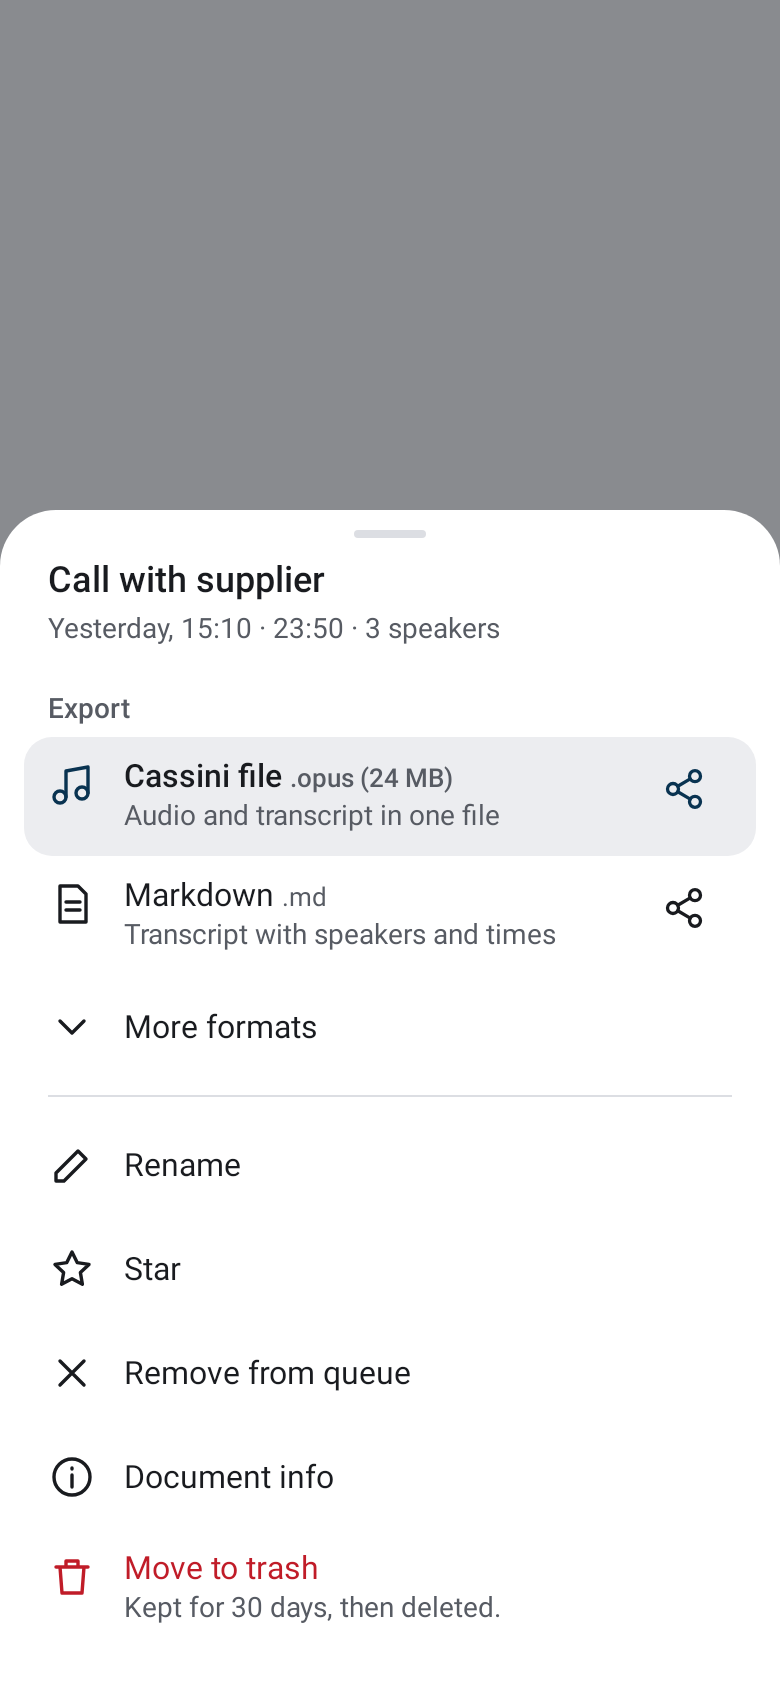 Call with supplier
Yesterday, 15:10 · 23:50 · 3 speakers
Export
Cassini file .opus (24 MB)
Audio and transcript in one file
Markdown .md
Transcript with speakers and times
More formats
Rename
Star
Remove from queue
Document info
Move to trash
Kept for 30 days, then deleted.